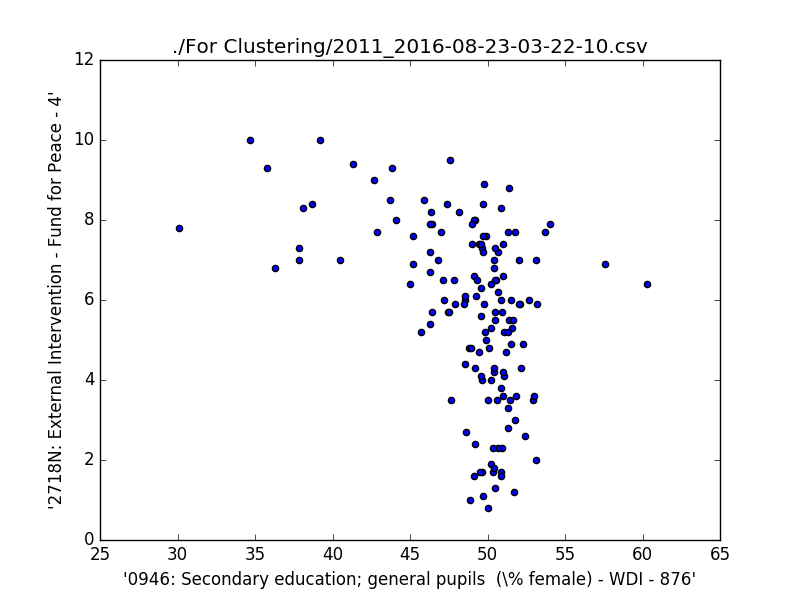 ./For Clustering/2011_2016-08-23-03-22-10.csv
'2718N: External Intervention - Fund for Peace - 4'
12
10
8
6
4
2
0
25 30 35 40 45 50 55 60 65
'0946: Secondary education; general pupils  (\% female) - WDI - 876'